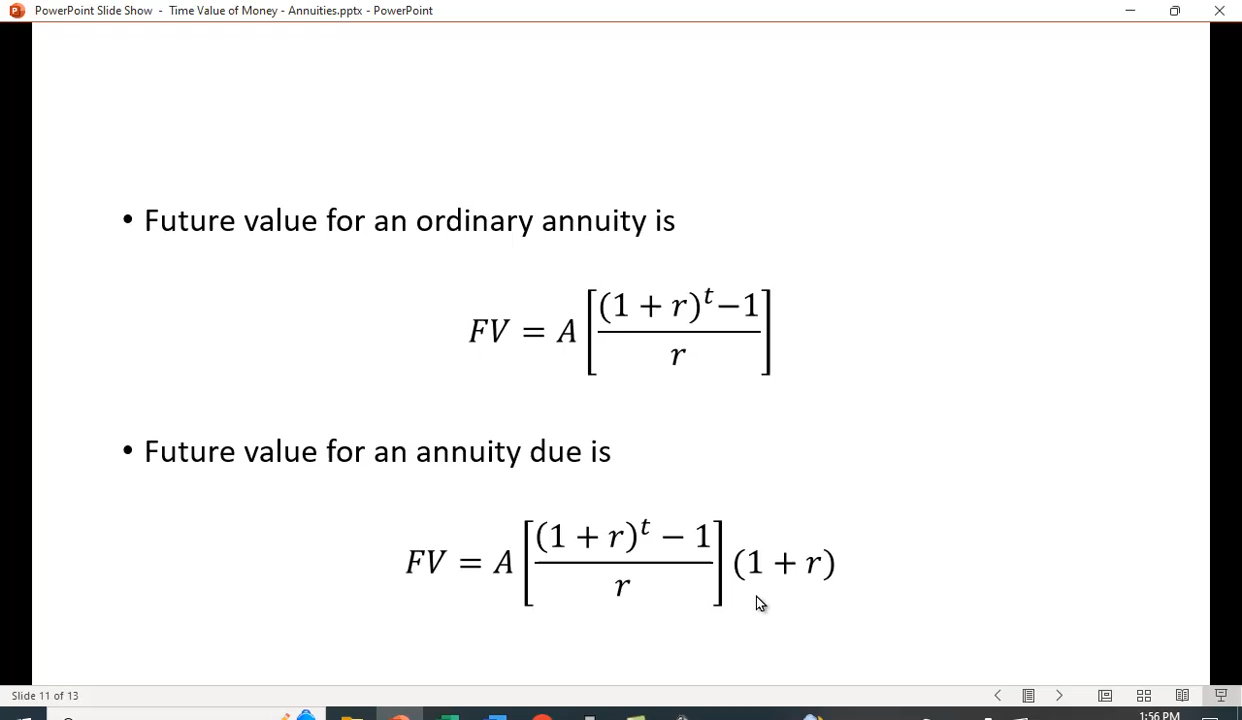 PowerPoint Slide Show - Time Value of Money - Annuities.pptx - PowerPoint
• Future value for an ordinary annuity is
FV = A [((1 + r)^t −1)/r]
• Future value for an annuity due is
FV = A [((1 + r)^t − 1)/r] (1 + r)
Slide 11 of 13
1:56 PM